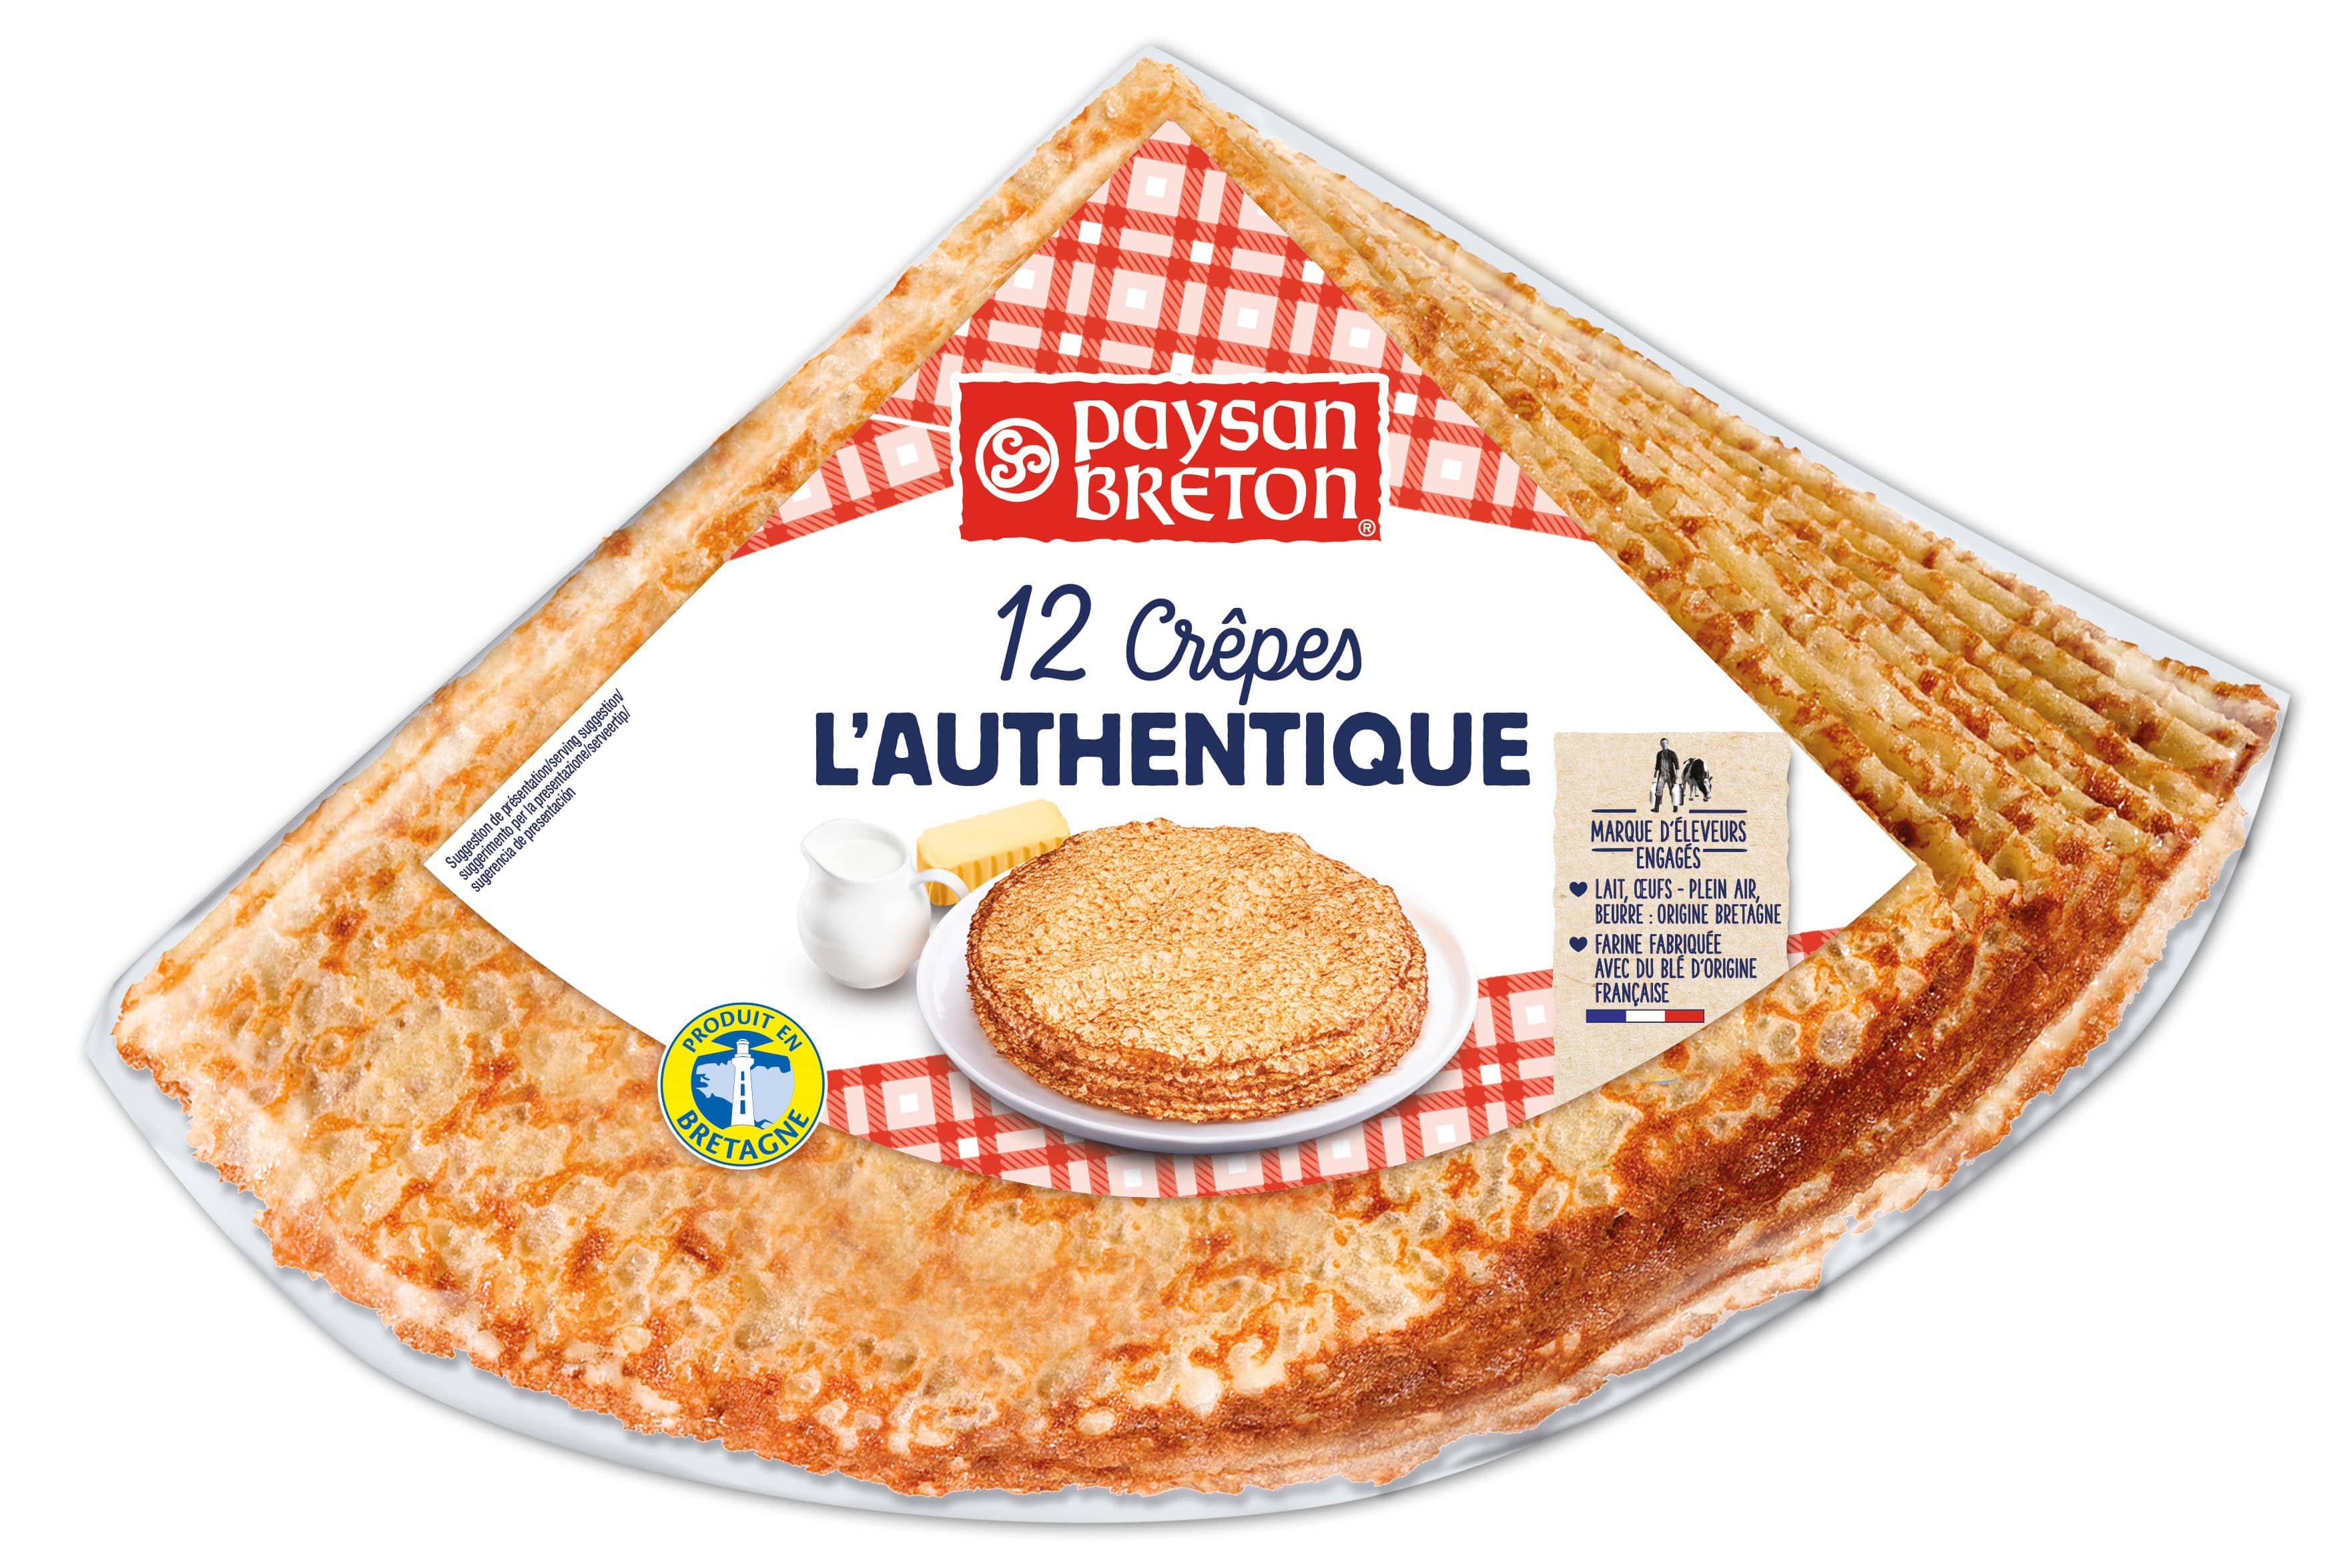 paysan
BRETON®
12 Crêpes
L'AUTHENTIQUE
Suggestion de présentation/serving suggestion/
suggerimento per la presentazione/serveertip/
sugerencia de presentación
MARQUE D'ÉLEVEURS
ENGAGÉS
LAIT, ŒUFS - PLEIN AIR,
BEURRE : ORIGINE BRETAGNE
FARINE FABRIQUÉE
AVEC DU BLÉ D'ORIGINE
FRANÇAISE
PRODUIT EN
BRETAGNE